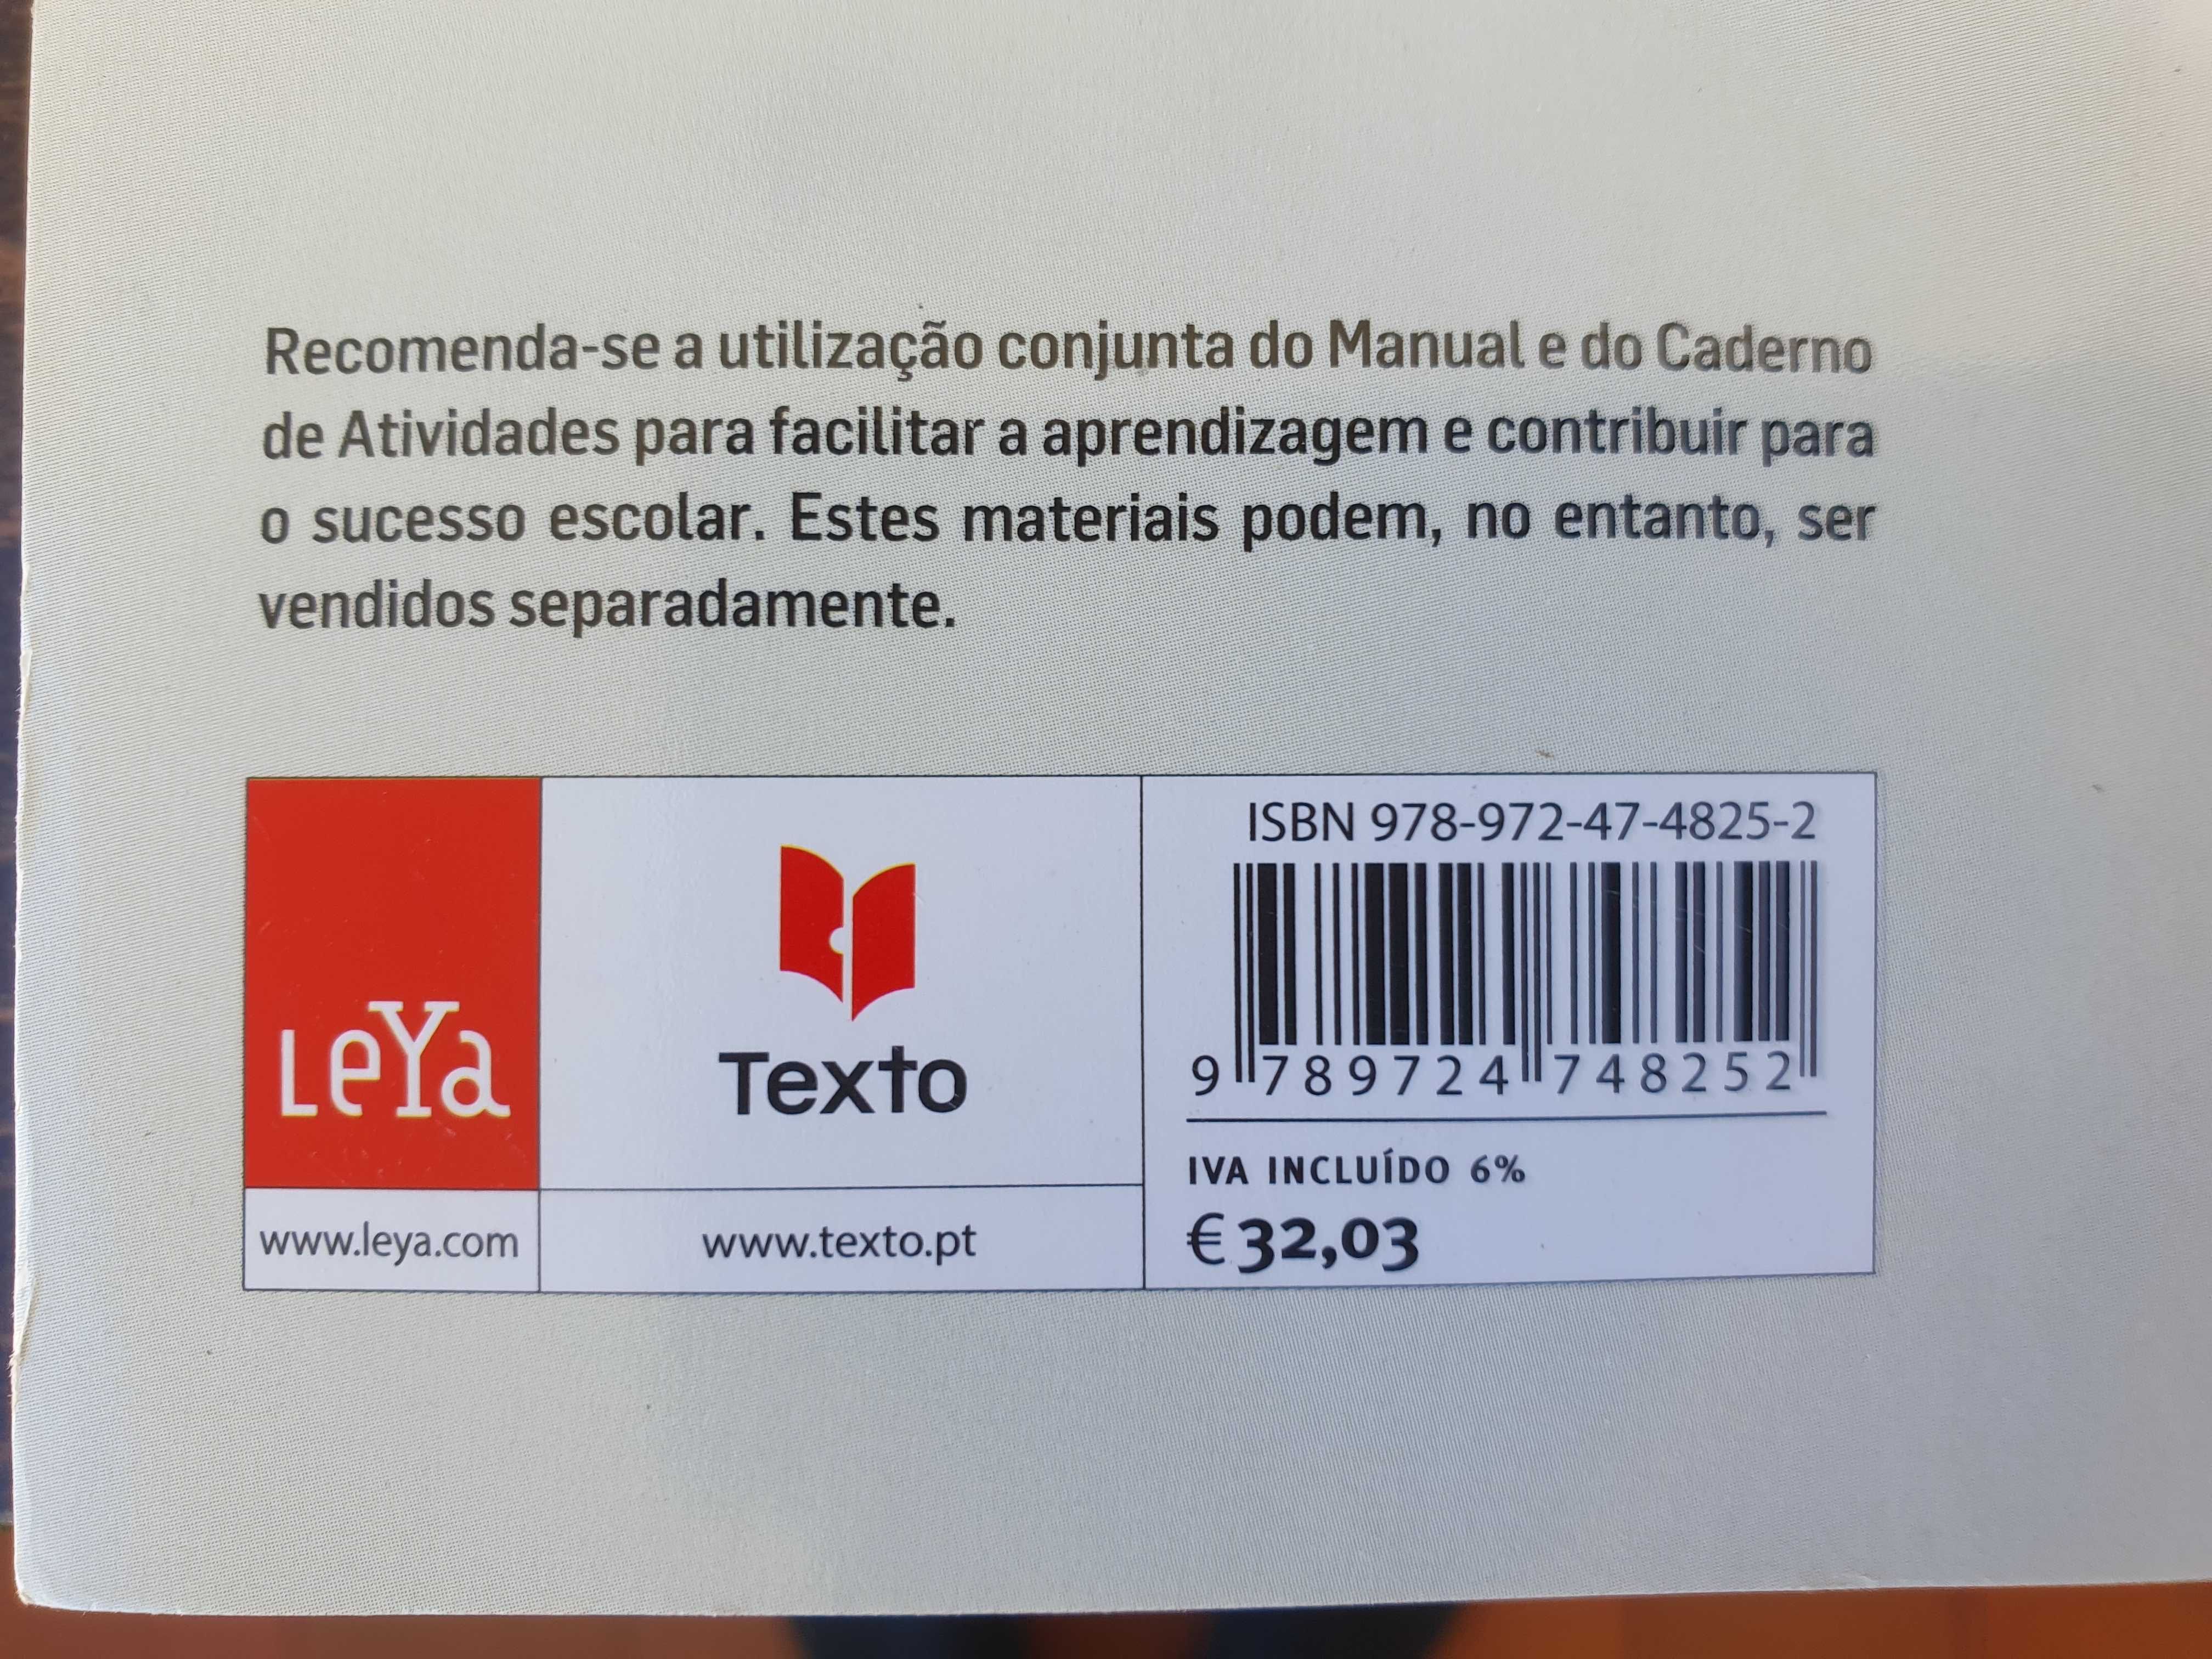 Recomenda-se a utilização conjunta do Manual e do Caderno
de Atividades para facilitar a aprendizagem e contribuir para
o sucesso escolar. Estes materiais podem, no entanto, ser
vendidos separadamente.
LeYa
www.leya.com
Texto
www.texto.pt
ISBN 978-972-47-4825-2
9 789724 748252
IVA INCLUÍDO 6%
€32,03